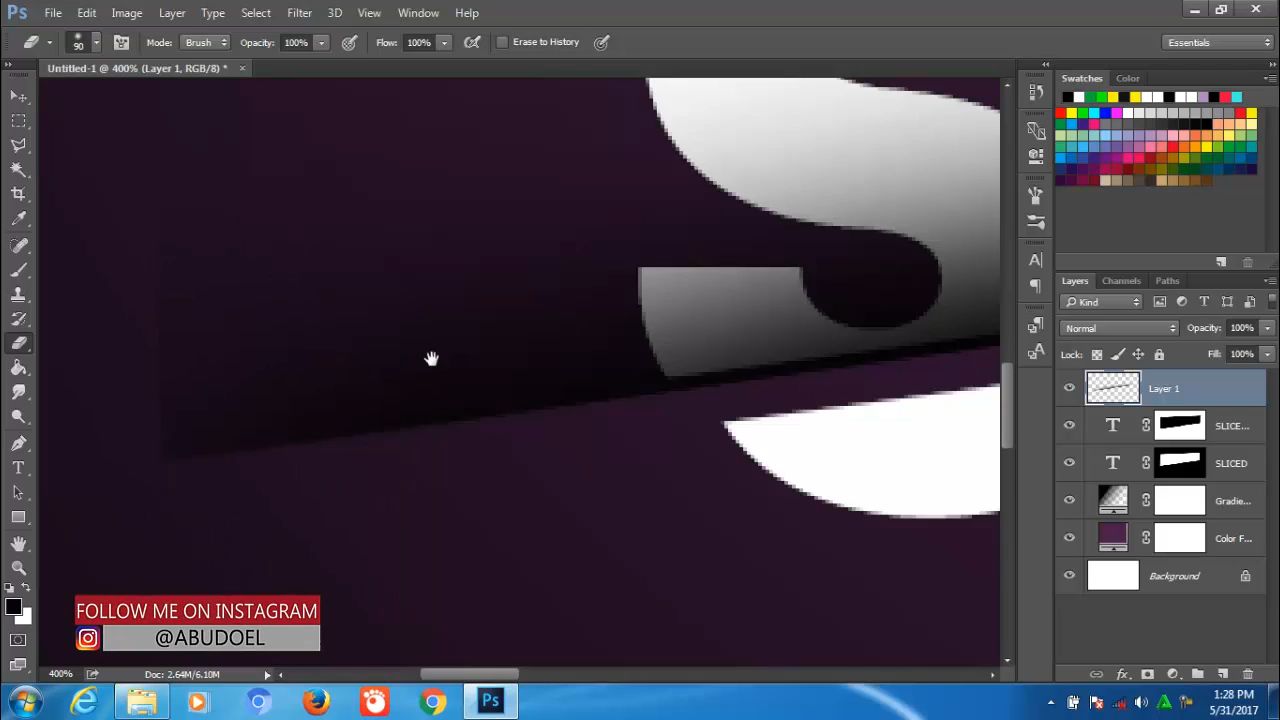 Ps File Edit Image Layer Type Select Filter 3D View Window Help
90 Mode: Brush Opacity: 100% Flow: 100% Erase to History Essentials
Untitled-1 @ 400% (Layer 1, RGB/8) *
Swatches Color
Layers Channels Paths
Kind
Normal Opacity: 100%
Lock: Fill: 100%
Layer 1
T SLICE...
T SLICED
Gradie...
Color F...
Background
FOLLOW ME ON INSTAGRAM
@ABUDOEL
400% Doc: 2.64M/6.10M
Ps
1:28 PM
5/31/2017